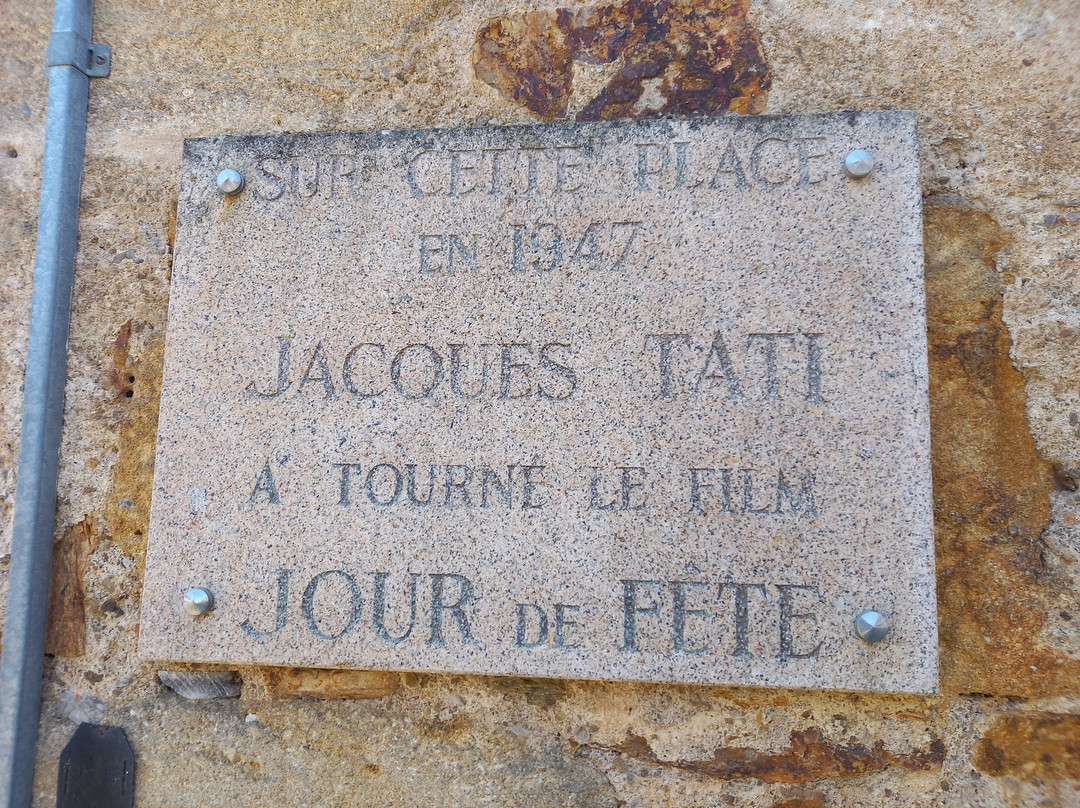 SUR CETTE PLACE
EN 1947
JACQUES TATI
A TOURNÉ LE FILM
JOUR DE FÊTE